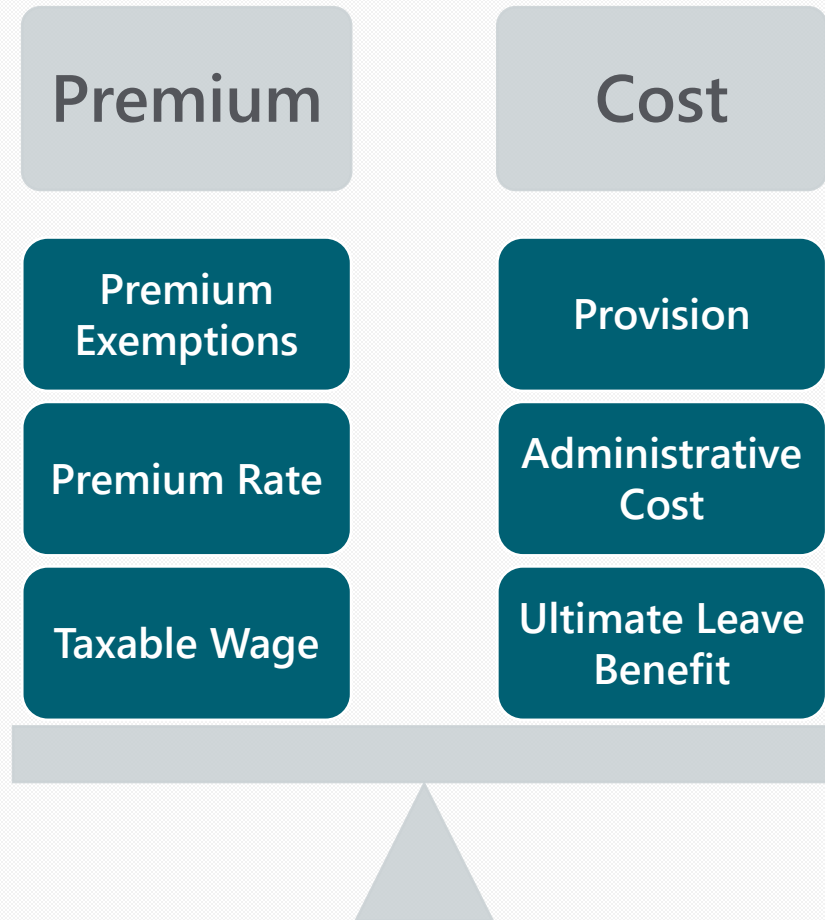 Premium
Cost
Premium
Exemptions
Provision
Premium Rate
Administrative
Cost
Taxable Wage
Ultimate Leave
Benefit